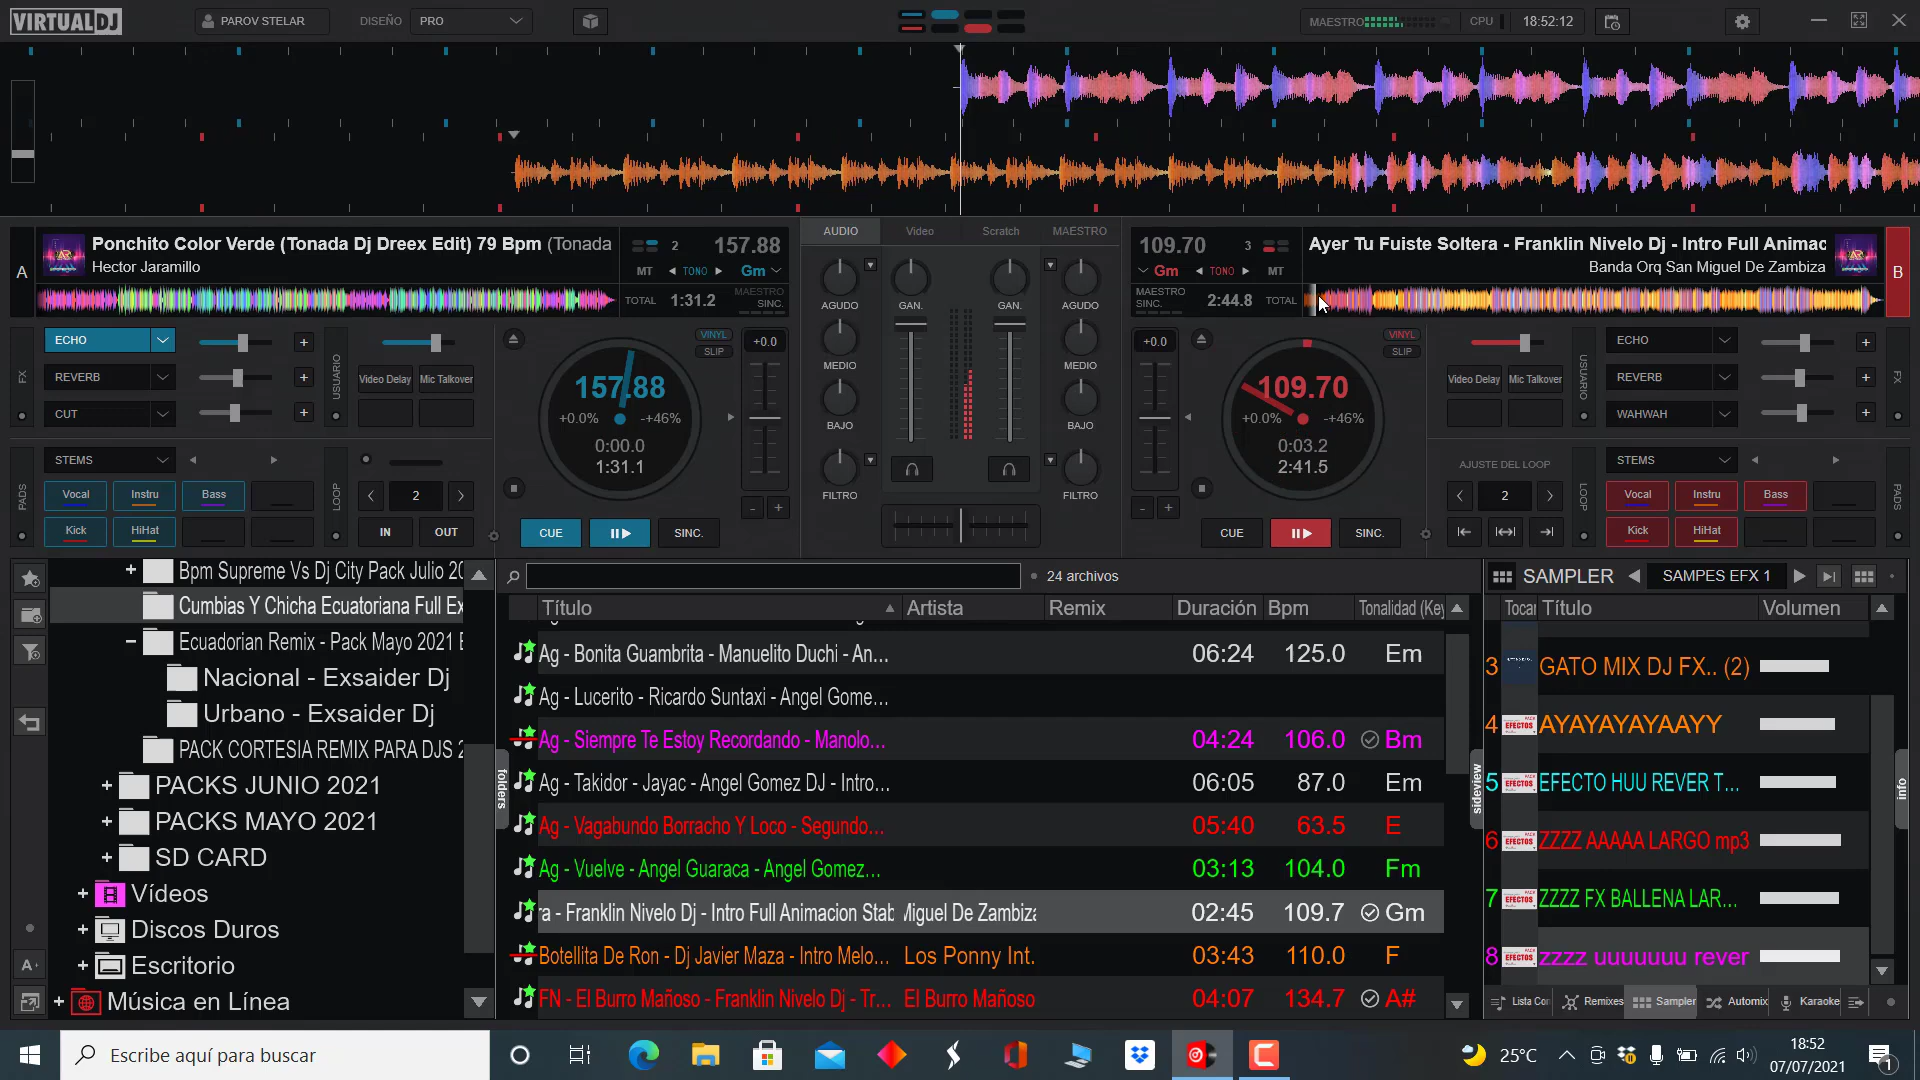 VIRTUALDJ
PAROV STELAR
DISEÑO
PRO
MAESTRO
CPU
18:52:12
A
Ponchito Color Verde (Tonada Dj Dreex Edit) 79 Bpm (Tonada
Hector Jaramillo
2
157.88
MT
TONO
Gm
TOTAL
1:31.2
MAESTRO
SINC.
AUDIO
Video
Scratch
MAESTRO
109.70
3
Gm
TONO
MT
MAESTRO
SINC.
2:44.8
TOTAL
Ayer Tu Fuiste Soltera - Franklin Nivelo Dj - Intro Full Animac
Banda Orq San Miguel De Zambiza
B
FX
ECHO
REVERB
CUT
USUARIO
Video Delay
Mic Talkover
157.88
+0.0%
-+46%
0:00.0
1:31.1
VINYL
SLIP
+0.0
AGUDO
GAN.
GAN.
AGUDO
MEDIO
MEDIO
BAJO
BAJO
FILTRO
FILTRO
+0.0
109.70
+0.0%
-+46%
0:03.2
2:41.5
VINYL
SLIP
Video Delay
Mic Talkover
USUARIO
ECHO
REVERB
WAHWAH
FX
PADS
STEMS
Vocal
Instru
Bass
Kick
HiHat
LOOP
2
IN
OUT
CUE
SINC.
CUE
SINC.
AJUSTE DEL LOOP
2
LOOP
STEMS
Vocal
Instru
Bass
Kick
HiHat
PADS
Bpm Supreme Vs Dj City Pack Julio 20
Cumbias Y Chicha Ecuatoriana Full Ex
Ecuadorian Remix - Pack Mayo 2021 E
Nacional - Exsaider Dj
Urbano - Exsaider Dj
PACK CORTESIA REMIX PARA DJS 2
PACKS JUNIO 2021
PACKS MAYO 2021
SD CARD
Vídeos
Discos Duros
Escritorio
Música en Línea
folders
24 archivos
Título Artista Remix Duración Bpm Tonalidad (Key
Ag - Bonita Guambrita - Manuelito Duchi - An... 06:24 125.0 Em
Ag - Lucerito - Ricardo Suntaxi - Angel Gome...
Ag - Siempre Te Estoy Recordando - Manolo... 04:24 106.0 Bm
Ag - Takidor - Jayac - Angel Gomez DJ - Intro... 06:05 87.0 Em
Ag - Vagabundo Borracho Y Loco - Segundo... 05:40 63.5 E
Ag - Vuelve - Angel Guaraca - Angel Gomez... 03:13 104.0 Fm
ra - Franklin Nivelo Dj - Intro Full Animacion Stab Miguel De Zambiza 02:45 109.7 Gm
Botellita De Ron - Dj Javier Maza - Intro Melo... Los Ponny Int. 03:43 110.0 F
FN - El Burro Mañoso - Franklin Nivelo Dj - Tr... El Burro Mañoso 04:07 134.7 A#
sideview
SAMPLER
SAMPES EFX 1
Tocar Título Volumen
3 GATO MIX DJ FX.. (2)
4 EFECTOS AYAYAYAYAAYY
5 EFECTOS EFECTO HUU REVER T...
6 EFECTOS ZZZZ AAAAA LARGO mp3
7 EFECTOS ZZZZ FX BALLENA LAR...
8 EFECTOS zzzz uuuuuuu rever
info
Lista Con
Remixes
Sampler
Automix
Karaoke
Escribe aquí para buscar
25°C
18:52
07/07/2021
1